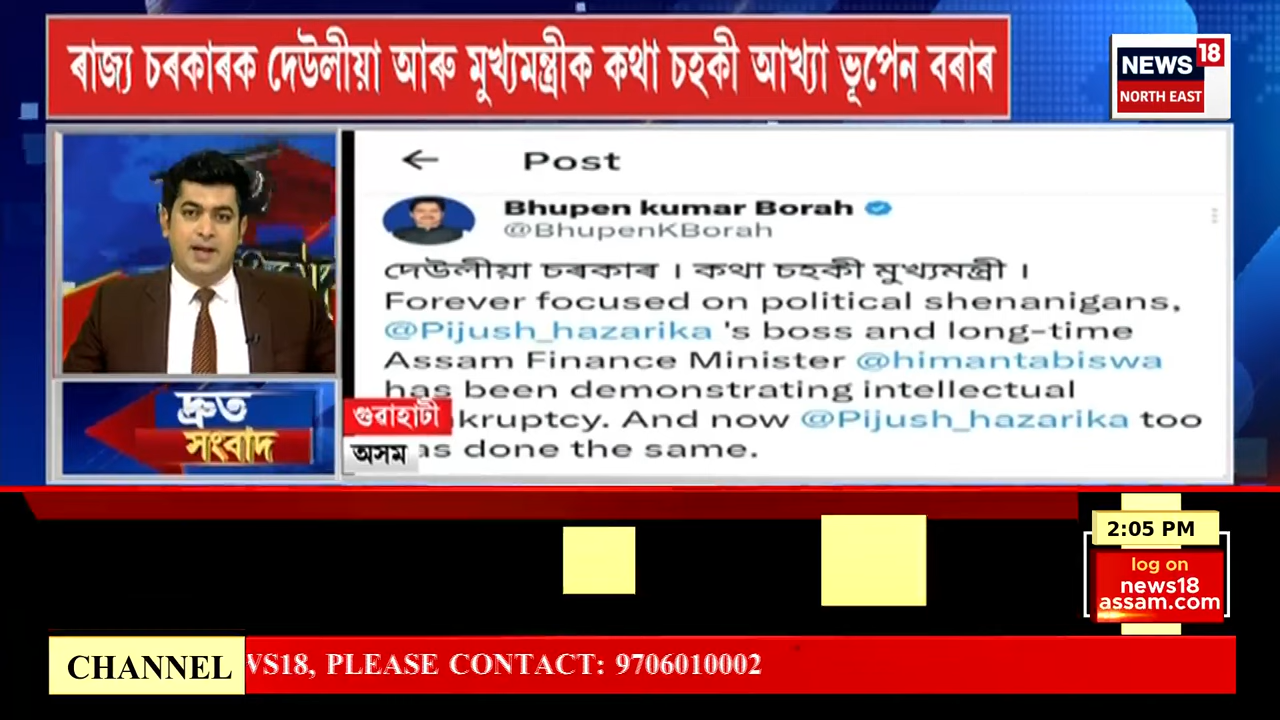 ৰাজ্য চৰকাৰক দেউলীয়া আৰু মুখ্যমন্ত্ৰীক কথা চহকী আখ্যা ভূপেন বৰাৰ
NEWS 18
NORTH EAST
Post
Bhupen kumar Borah
@BhupenKBorah
দেউলীয়া চৰকাৰ । কথা চহকী মুখ্যমন্ত্ৰী ।
Forever focused on political shenanigans,
@Pijush_hazarika 's boss and long-time
Assam Finance Minister @himantabiswa
has been demonstrating intellectual
kruptcy. And now @Pijush_hazarika too
as done the same.
গুৱাহাটী
অসম
দ্ৰুত
সংবাদ
2:05 PM
log on
news18
assam.com
CHANNEL WS18, PLEASE CONTACT: 9706010002